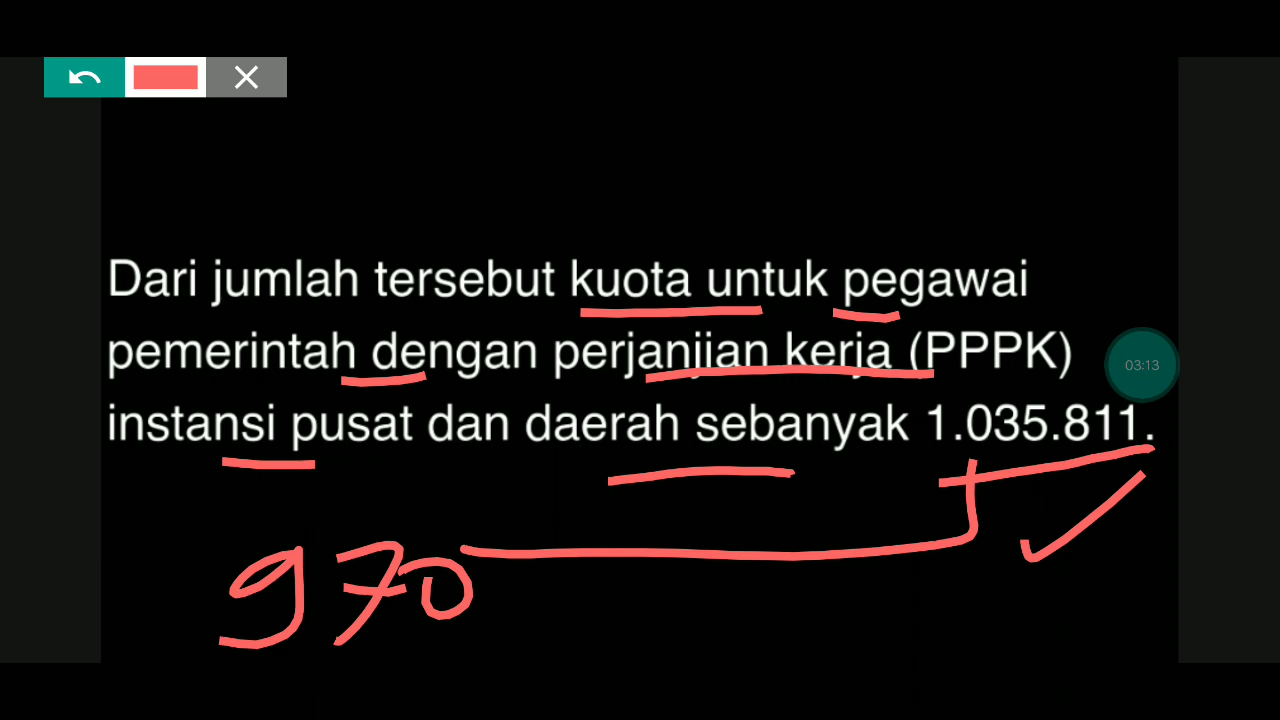 Dari jumlah tersebut kuota untuk pegawai
pemerintah dengan perjanjian kerja (PPPK)
03:13
instansi pusat dan daerah sebanyak 1.035.811.
970